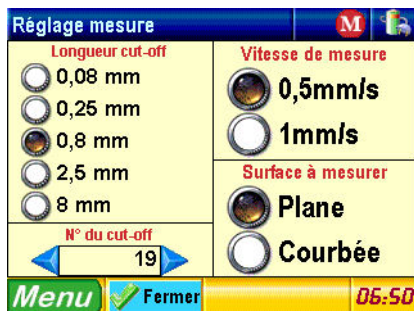 Réglage mesure
M
Longueur cut-off
0,08 mm
0,25 mm
0,8 mm
2,5 mm
8 mm
N° du cut-off
19
Vitesse de mesure
0,5mm/s
1mm/s
Surface à mesurer
Plane
Courbée
Menu
Fermer
06:50